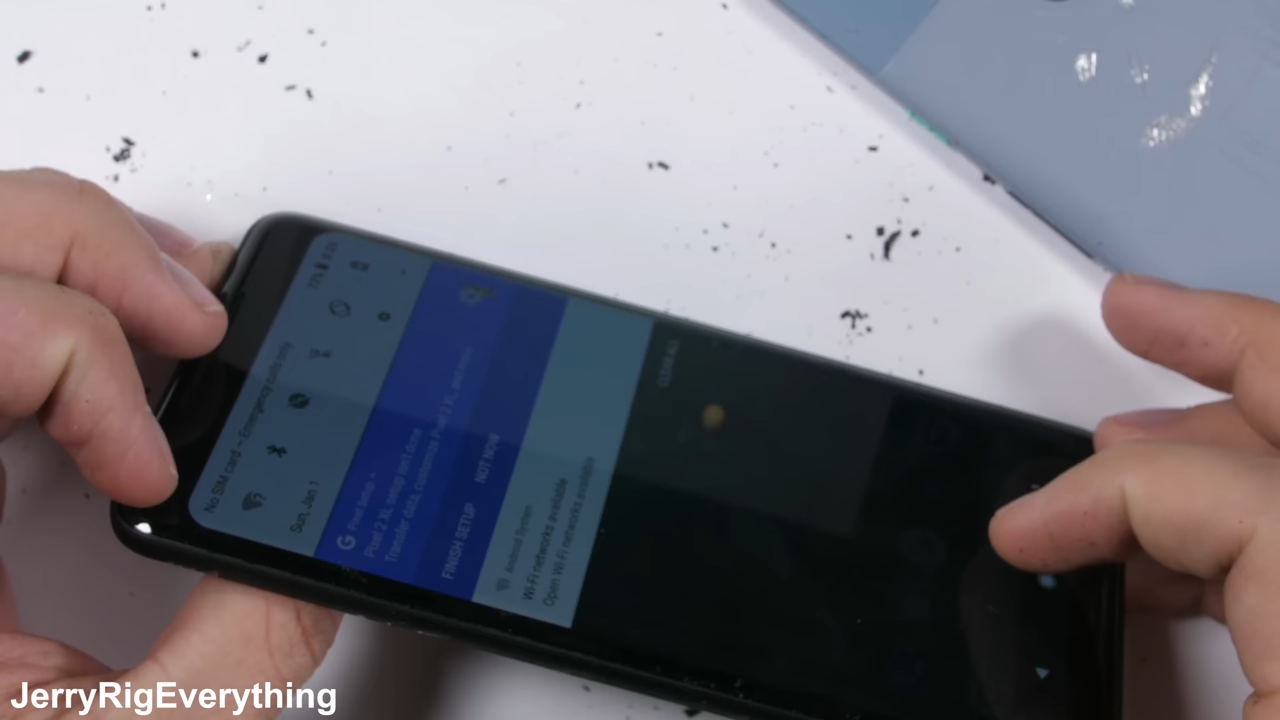 No SIM card – Emergency calls only
Sun, Jan 1
G Pixel Setup
Pixel 2 XL setup isn't done
Transfer data, customize Pixel 2 XL, and more
FINISH SETUP
NOT NOW
Android System
Wi-Fi networks available
Open Wi-Fi networks available
CLEAR ALL
JerryRigEverything